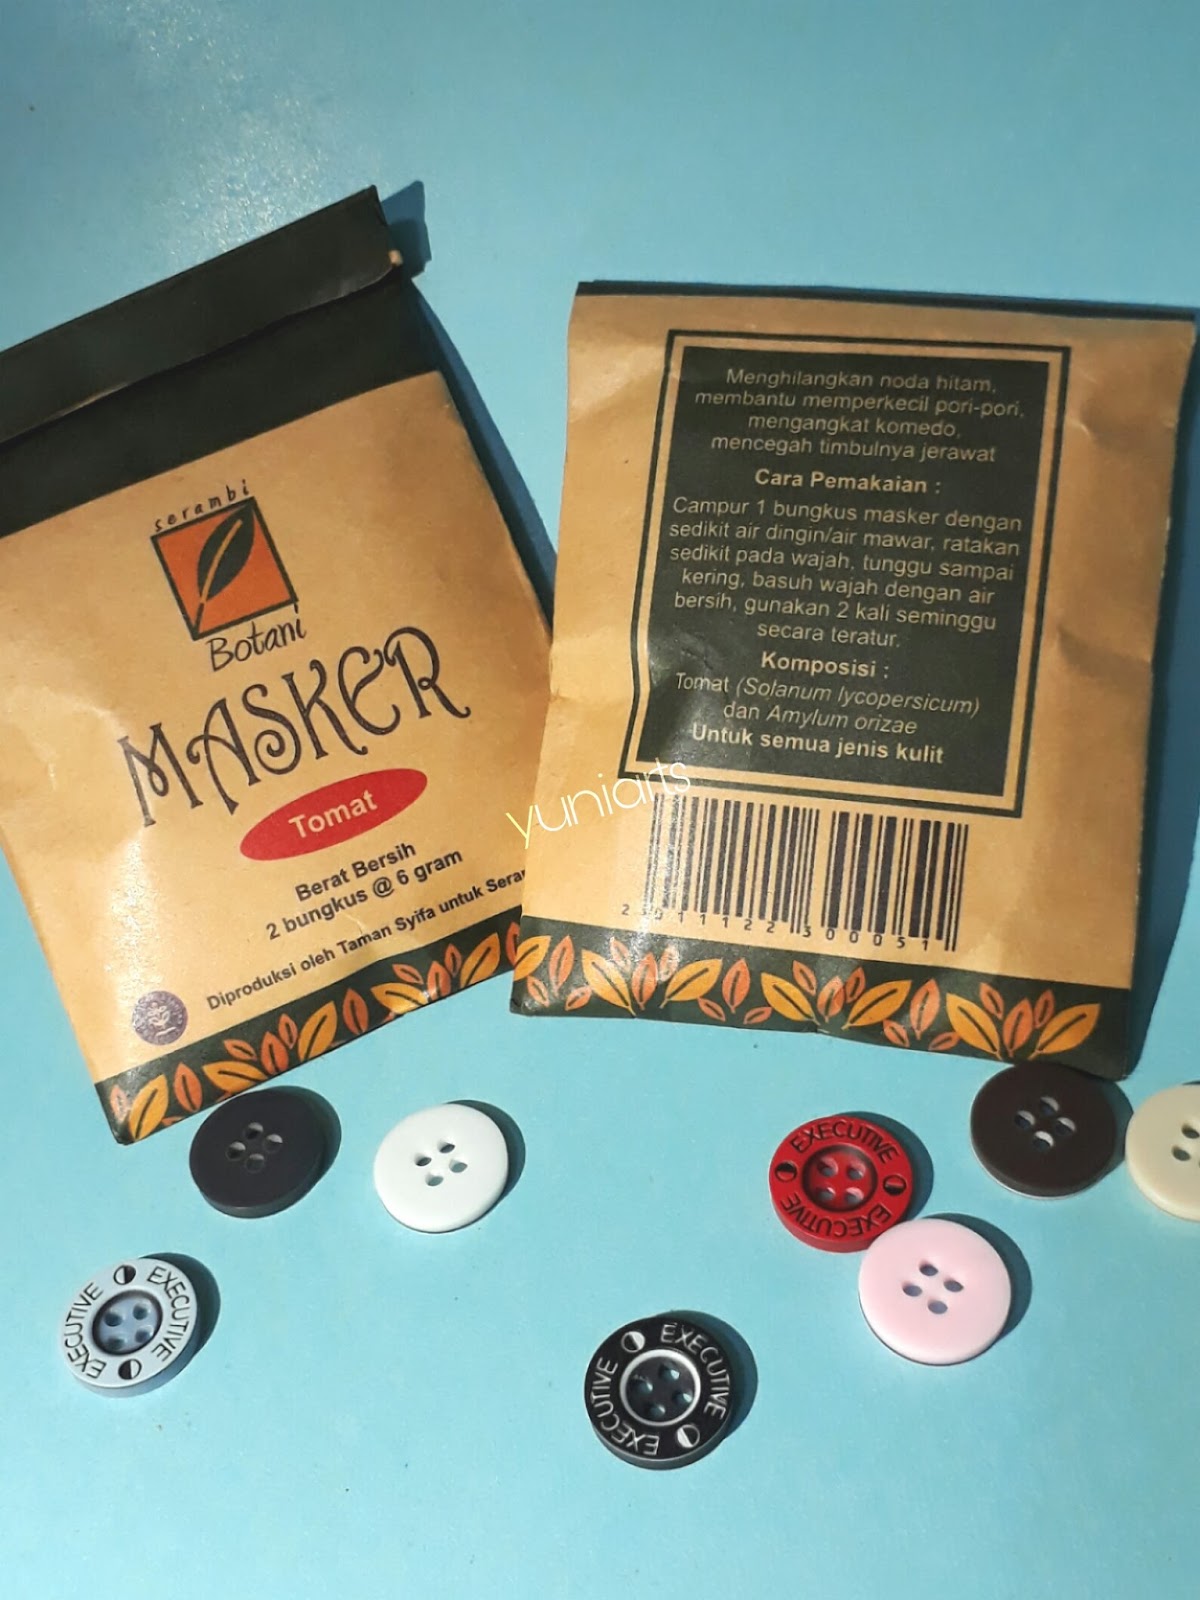 serambi
Botani
MASKER
Tomat
Berat Bersih
2 bungkus @ 6 gram
Diproduksi oleh Taman Syifa untuk
Menghilangkan noda hitam,
membantu memperkecil pori-pori,
mengangkat komedo,
mencegah timbulnya jerawat
Cara Pemakaian :
Campur 1 bungkus masker dengan
sedikit air dingin/air mawar, ratakan
sedikit pada wajah, tunggu sampai
kering, basuh wajah dengan air
bersih, gunakan 2 kali seminggu
secara teratur.
Komposisi :
Tomat (Solanum lycopersicum)
dan Amylum orizae
Untuk semua jenis kulit
yuniarts
EXECUTIVE EXECUTIVE
EXECUTIVE EXECUTIVE
EXECUTIVE EXECUTIVE